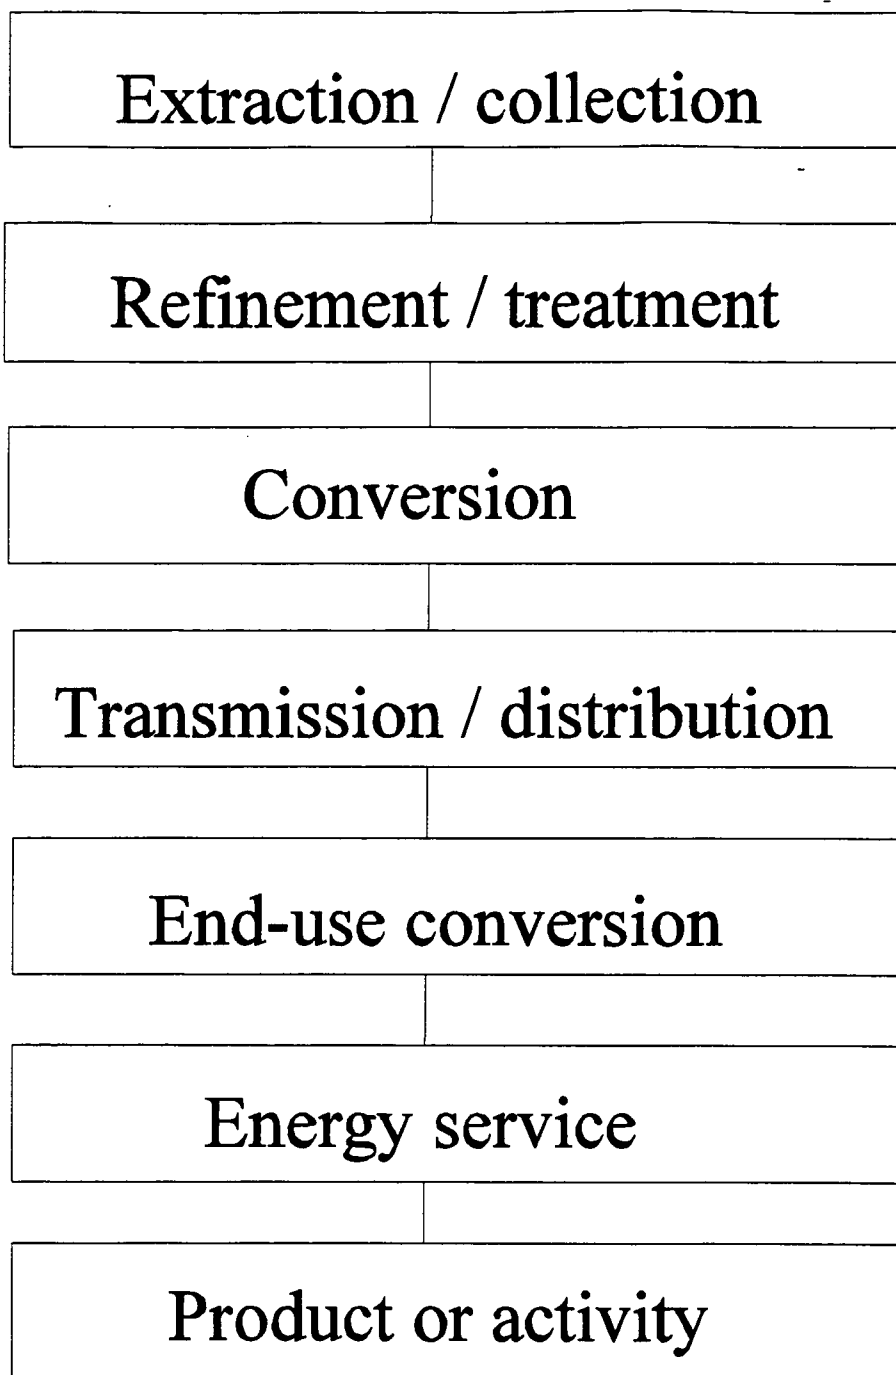 Extraction / collection
Refinement / treatment
Conversion
Transmission / distribution
End-use conversion
Energy service
Product or activity